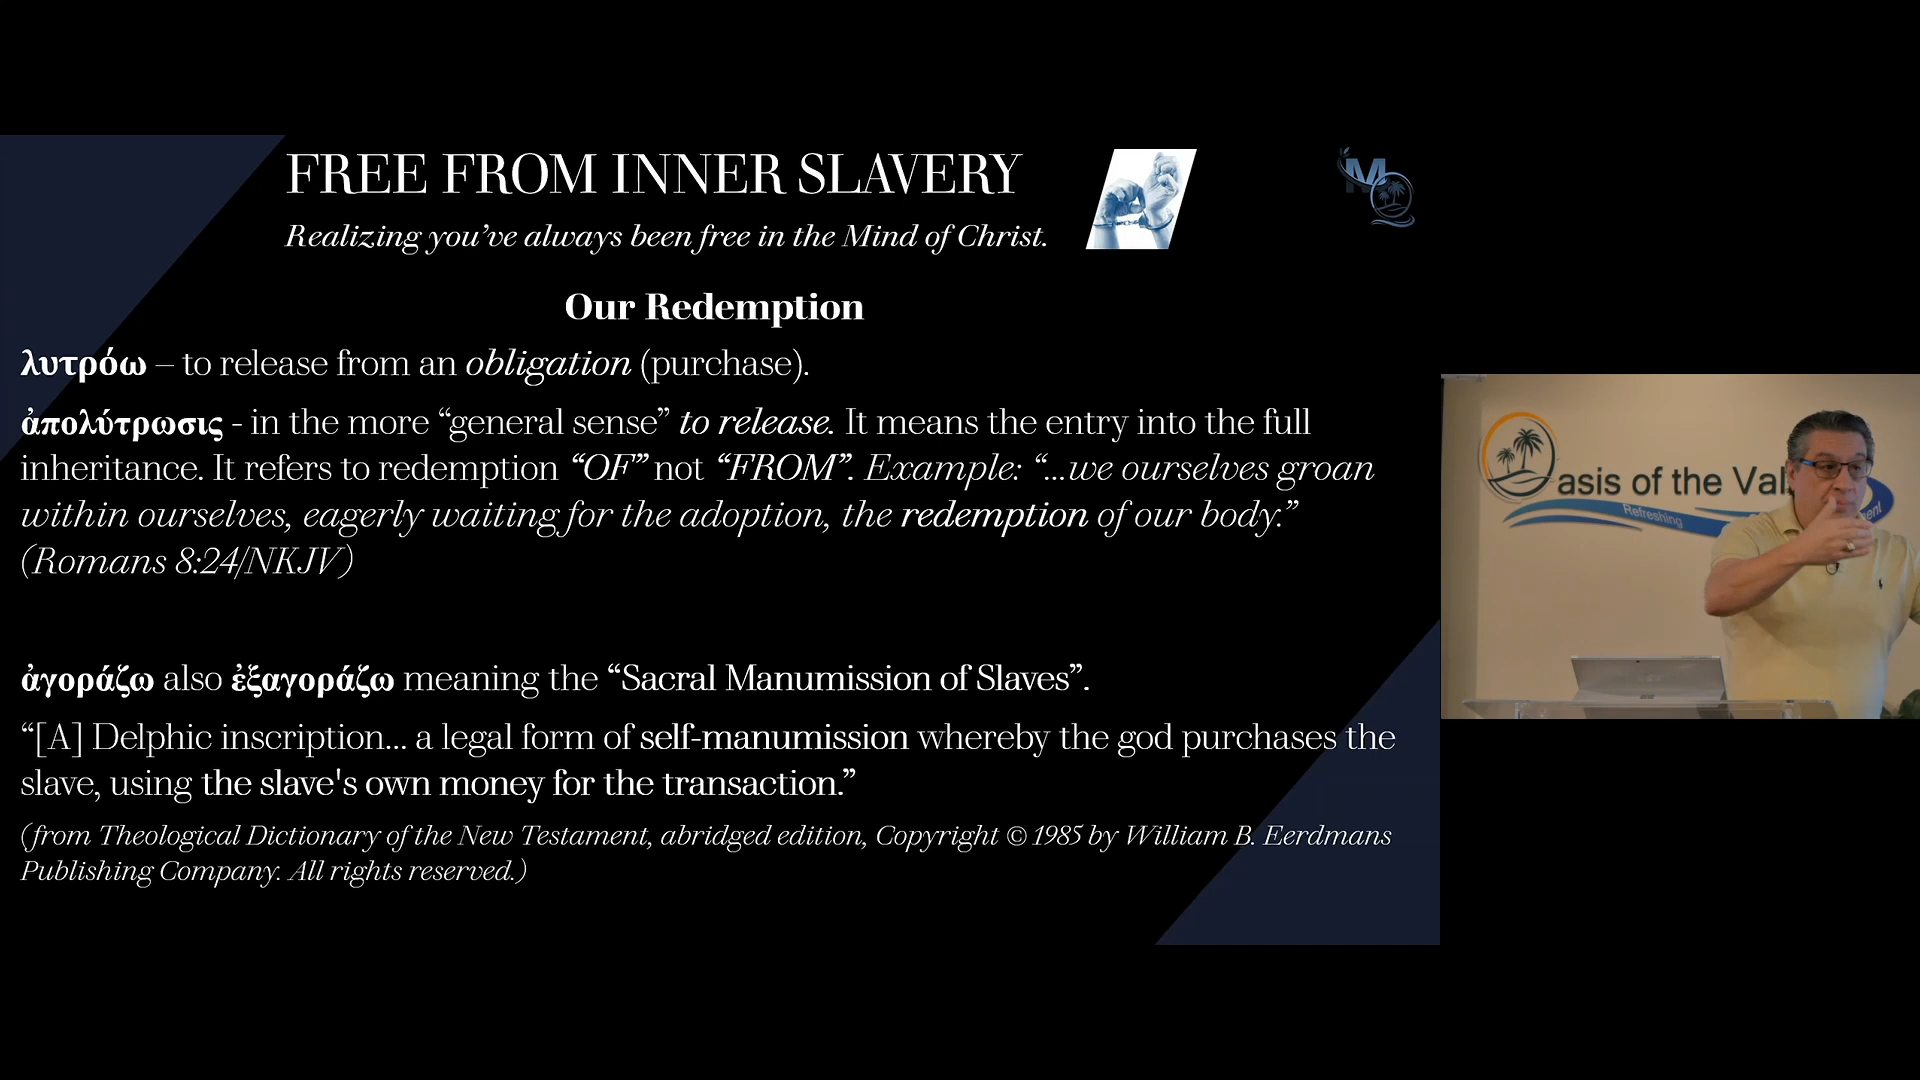 FREE FROM INNER SLAVERY
Realizing you’ve always been free in the Mind of Christ.
M
Our Redemption
λυτρόω – to release from an obligation (purchase).
ἀπολύτρωσις - in the more “general sense” to release. It means the entry into the full
inheritance. It refers to redemption “OF” not “FROM”. Example: “...we ourselves groan
within ourselves, eagerly waiting for the adoption, the redemption of our body.”
(Romans 8:24/NKJV)
ἀγοράζω also ἐξαγοράζω meaning the “Sacral Manumission of Slaves”.
“[A] Delphic inscription... a legal form of self-manumission whereby the god purchases the
slave, using the slave's own money for the transaction.”
(from Theological Dictionary of the New Testament, abridged edition, Copyright © 1985 by William B. Eerdmans
Publishing Company. All rights reserved.)
asis of the Val
Refreshing